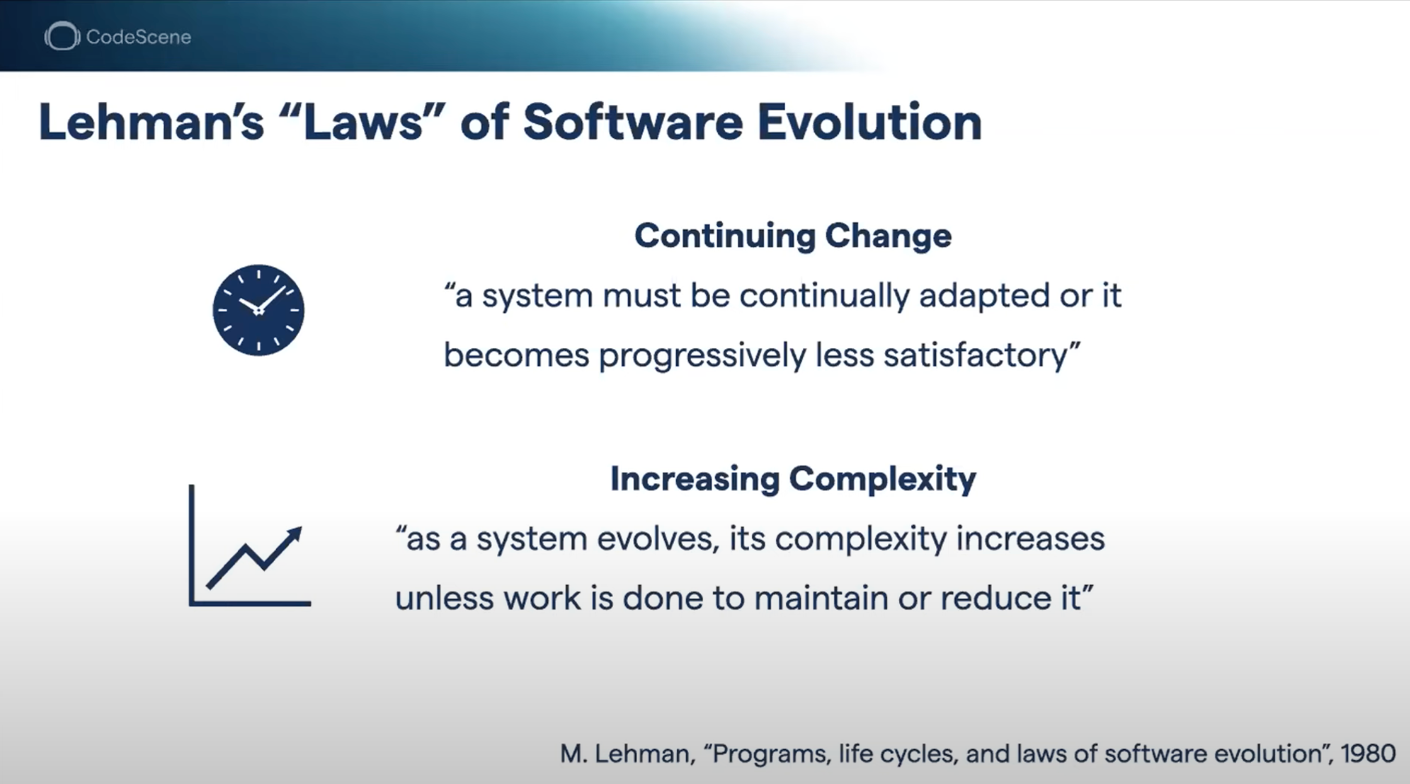 CodeScene
Lehman’s “Laws” of Software Evolution
Continuing Change
“a system must be continually adapted or it
becomes progressively less satisfactory”
Increasing Complexity
“as a system evolves, its complexity increases
unless work is done to maintain or reduce it”
M. Lehman, “Programs, life cycles, and laws of software evolution”, 1980